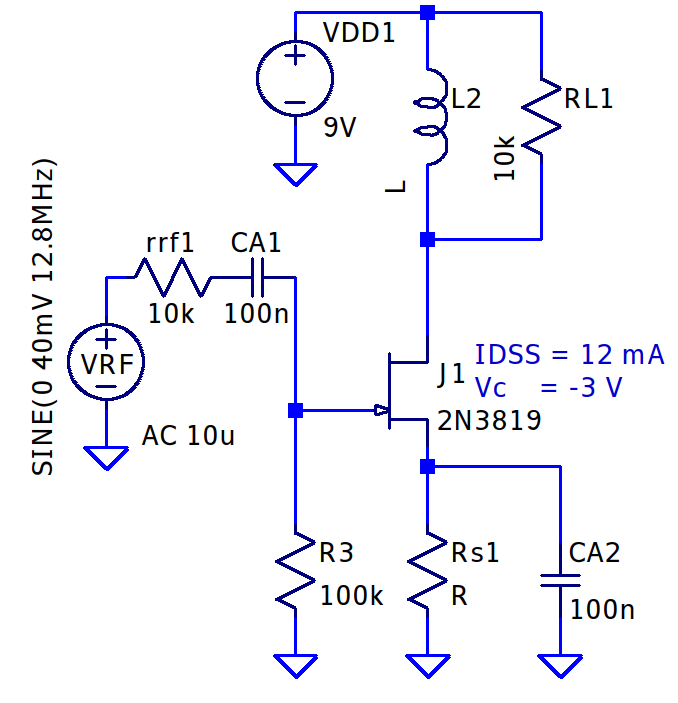 VDD1
9V
L2
L
RL1
10k
SINE(0 40mV 12.8MHz)
rrf1
10k
CA1
100n
VRF
AC 10u
J1
2N3819
IDSS = 12 mA
Vc = -3 V
R3
100k
Rs1
R
CA2
100n